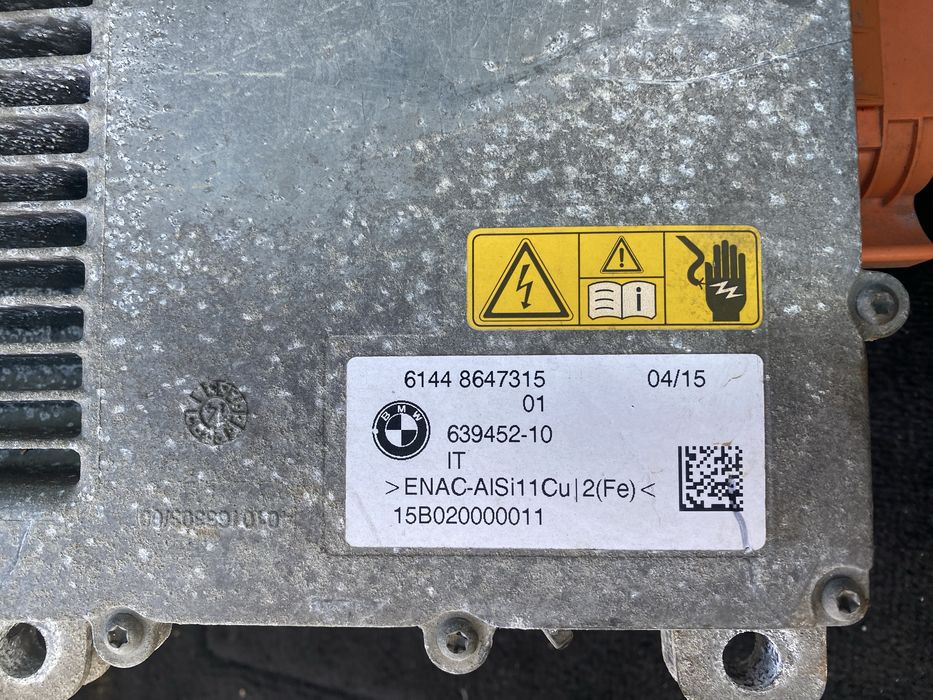 6144 8647315 04/15
01
BMW
639452-10
IT
>ENAC-AlSi11Cu|2(Fe)<
15B020000011
i